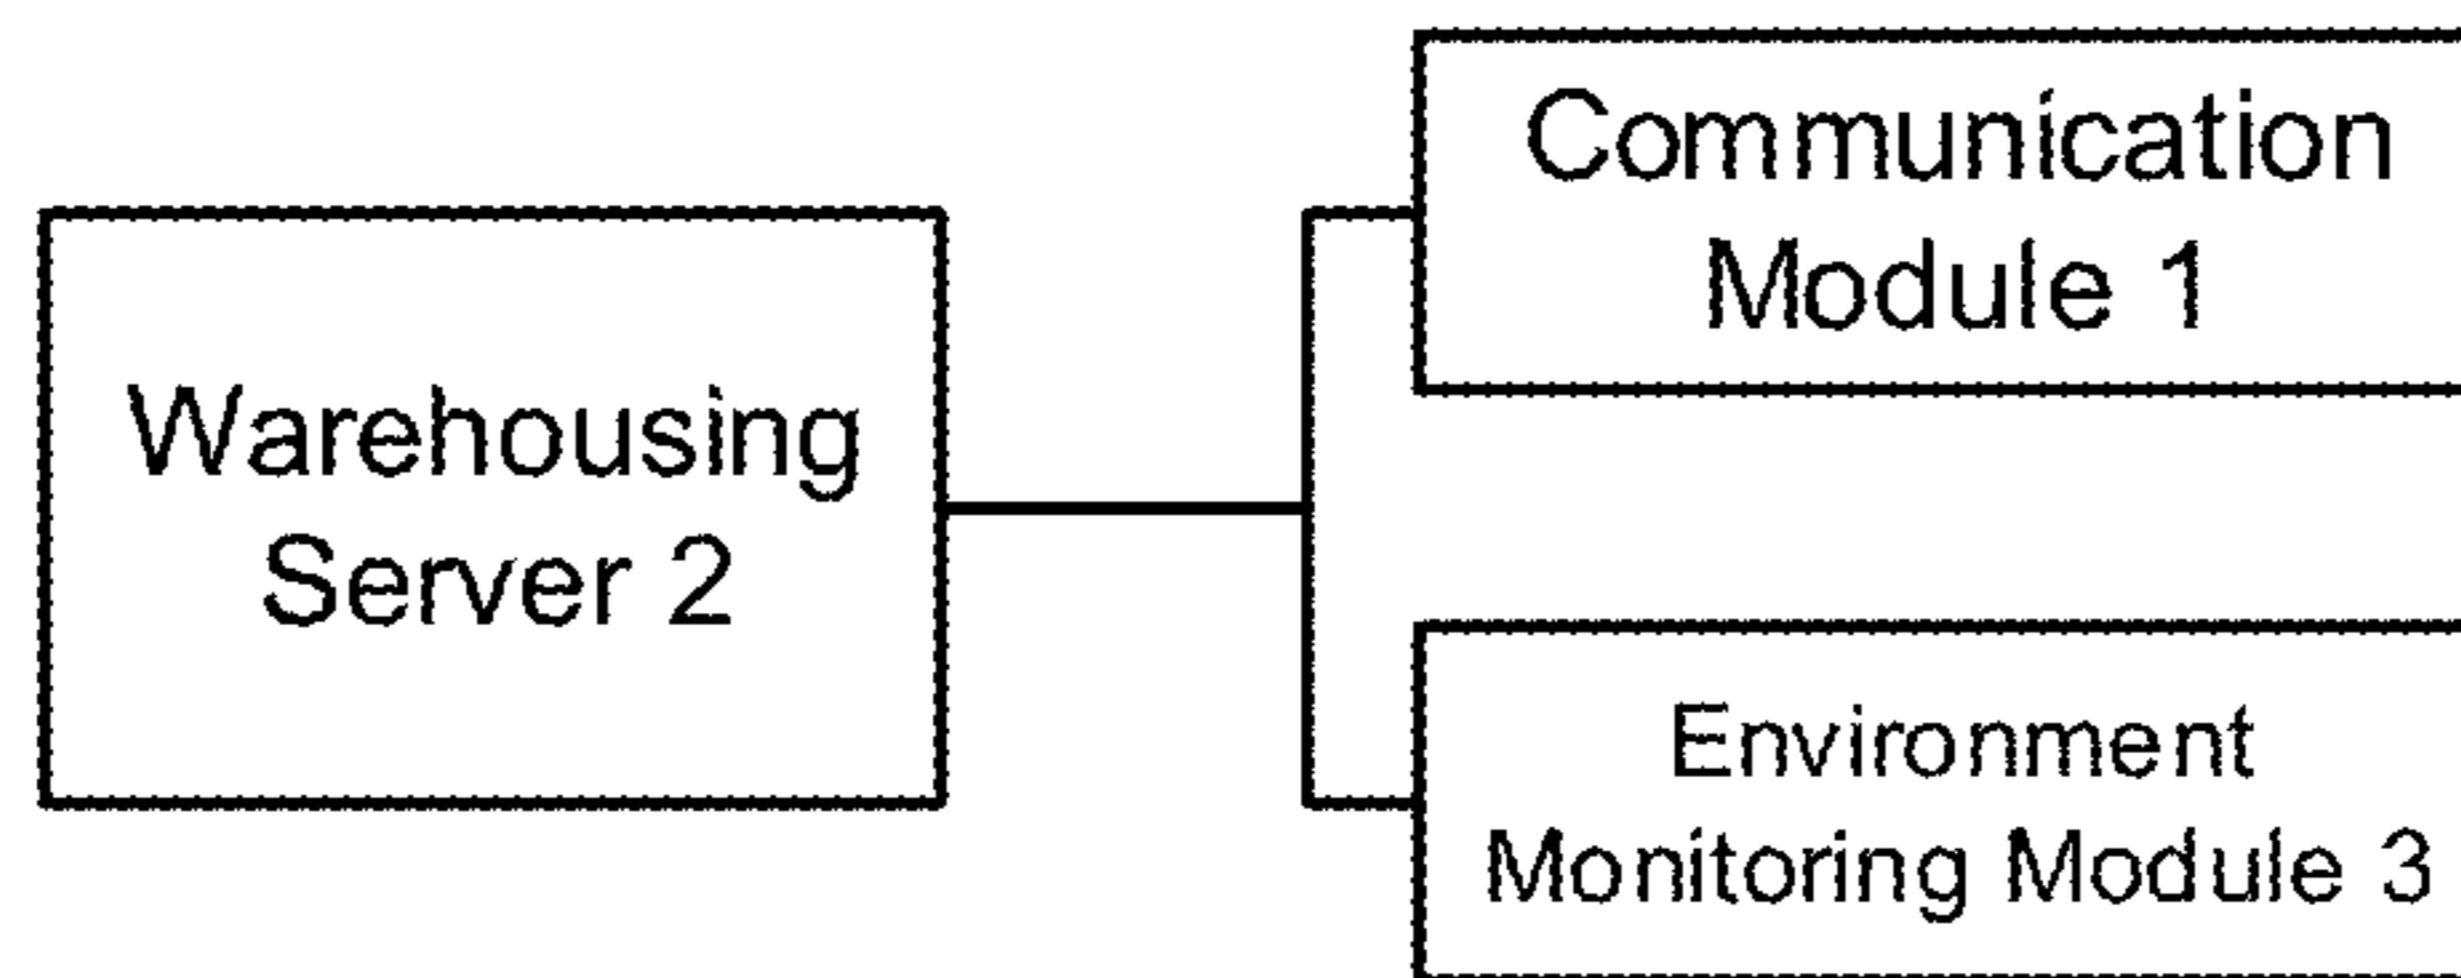 Communication
Module 1
Warehousing
Server 2
Environment
Monitoring Module 3